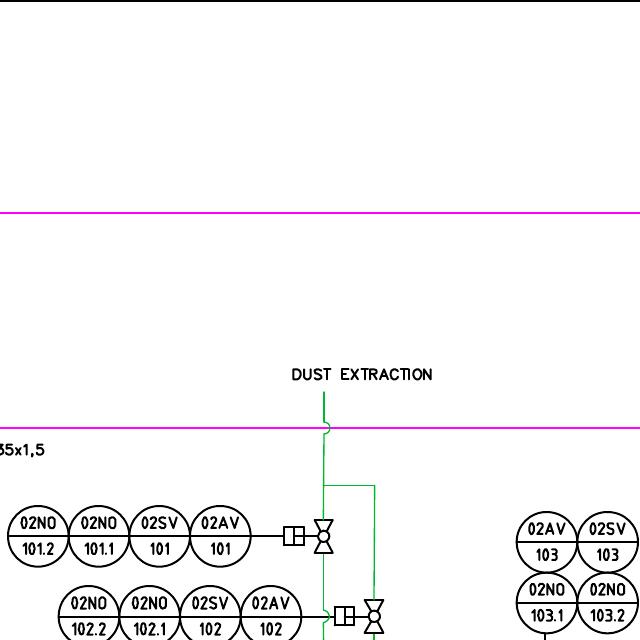 DUST EXTRACTION
35x1,5
02NO 02NO 02SV 02AV
101.2 101.1 101 101
02AV 02SV
103 103
02NO 02NO
103.1 103.2
02NO 02NO 02SV 02AV
102.2 102.1 102 102